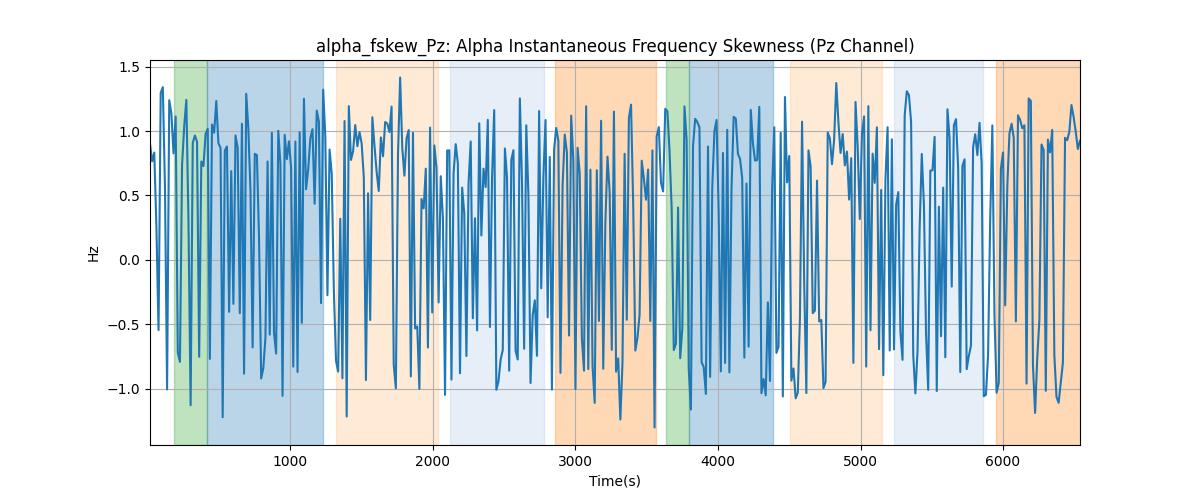 alpha_fskew_Pz: Alpha Instantaneous Frequency Skewness (Pz Channel)
1.5
1.0
0.5
0.0
−0.5
−1.0
Hz
1000 2000 3000 4000 5000 6000
Time(s)